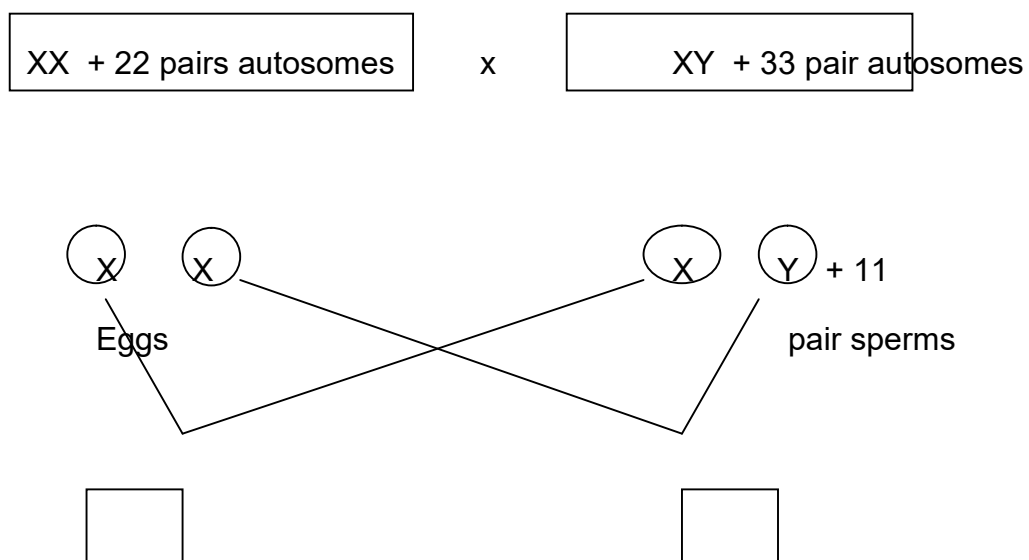 XX + 22 pairs autosomes x XY + 33 pair autosomes
X X X Y + 11
Eggs pair sperms